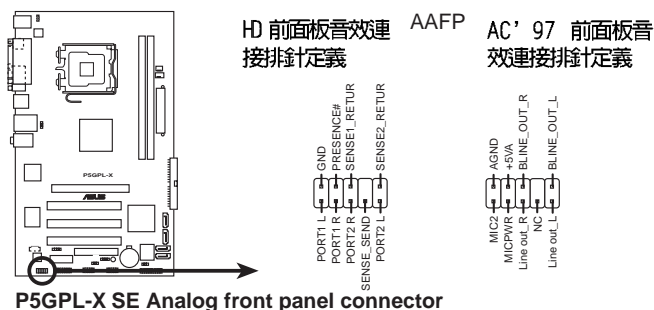 HD 前面板音效連
接排針定義
AAFP
AC' 97 前面板音
效連接排針定義
GND
PRESENCE#
SENSE1_RETUR
SENSE2_RETUR
PORT1 L
PORT1 R
PORT2 R
SENSE_SEND
PORT2 L
AGND
+5VA
BLINE_OUT_R
BLINE_OUT_L
MIC2
MICPWR
Line out_R
NC
Line out_L
P5GPL-X
ASUS
P5GPL-X SE Analog front panel connector